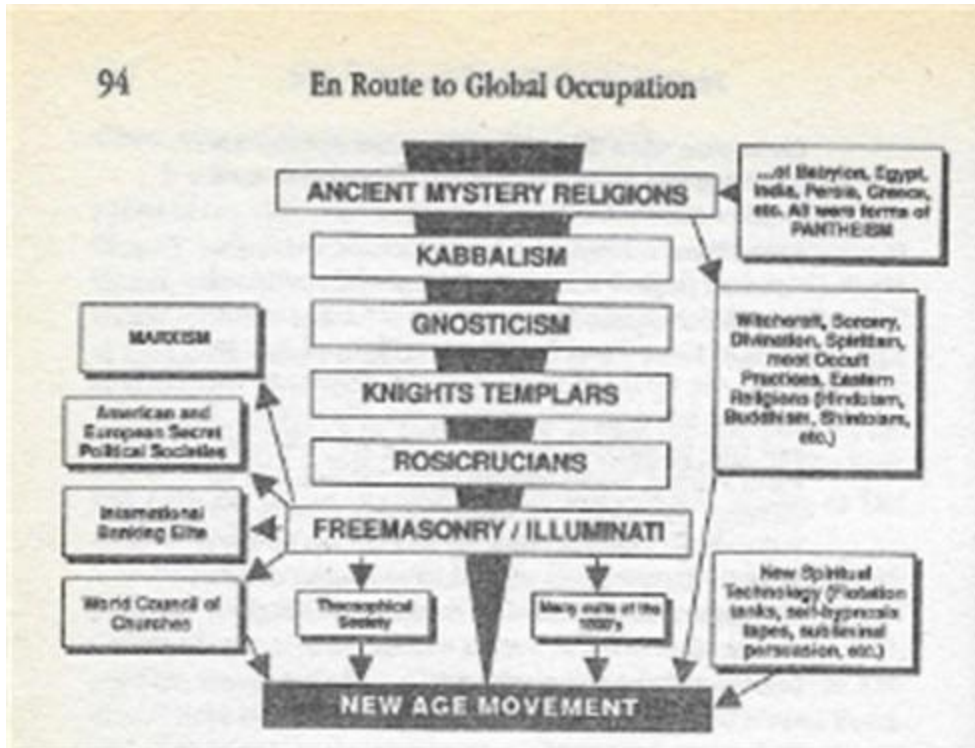 94
En Route to Global Occupation
ANCIENT MYSTERY RELIGIONS
...of Babylon, Egypt,
India, Persia, Greece,
etc. All were forms of
PANTHEISM
KABBALISM
GNOSTICISM
KNIGHTS TEMPLARS
ROSICRUCIANS
FREEMASONRY / ILLUMINATI
Witchcraft, Sorcery,
Divination, Spiritism,
most Occult
Practices, Eastern
Religions (Hinduism,
Buddhism, Shintoism,
etc.)
MARXISM
American and
European Secret
Political Societies
International
Banking Elite
World Council of
Churches
Theosophical
Society
Many cults of the
New Spiritual
Technology (Flotation
tanks, self-hypnosis
tapes, subliminal
persuasion, etc.)
NEW AGE MOVEMENT